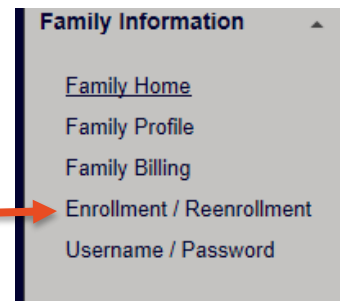 Family Information
Family Home
Family Profile
Family Billing
Enrollment / Reenrollment
Username / Password